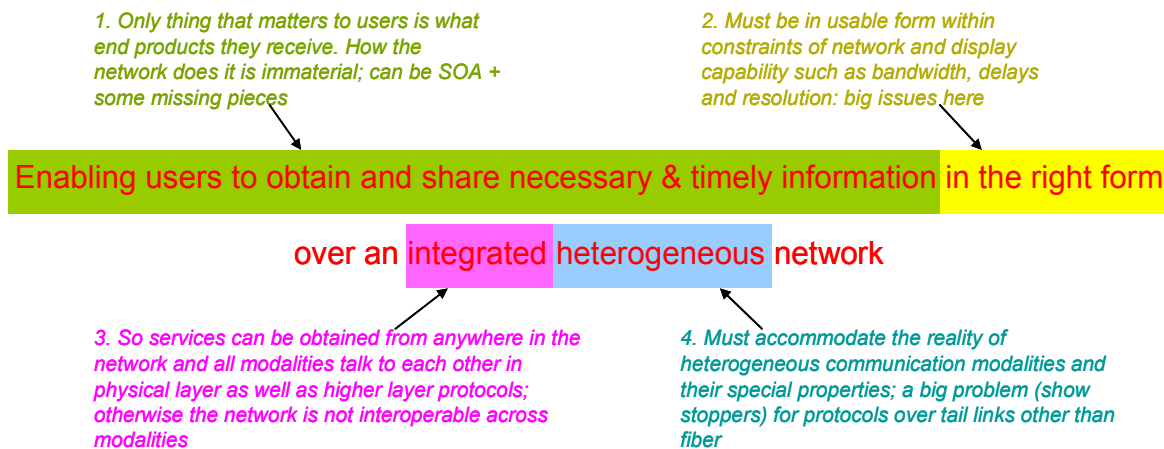 1. Only thing that matters to users is what
end products they receive. How the
network does it is immaterial; can be SOA +
some missing pieces
2. Must be in usable form within
constraints of network and display
capability such as bandwidth, delays
and resolution: big issues here
Enabling users to obtain and share necessary & timely information in the right form
over an integrated heterogeneous network
3. So services can be obtained from anywhere in the
network and all modalities talk to each other in
physical layer as well as higher layer protocols;
otherwise the network is not interoperable across
modalities
4. Must accommodate the reality of
heterogeneous communication modalities and
their special properties; a big problem (show
stoppers) for protocols over tail links other than
fiber